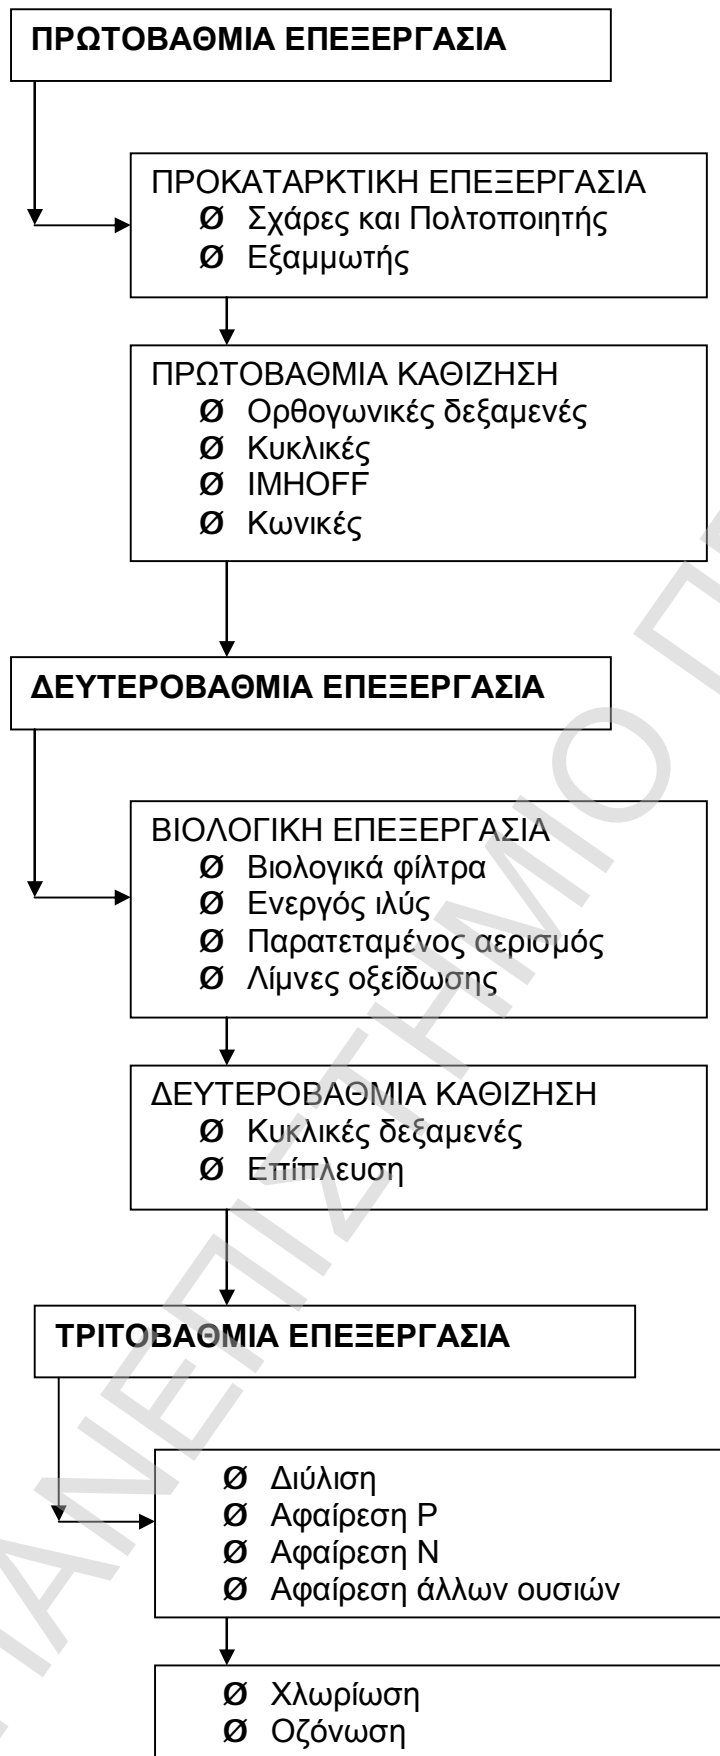 ΠΡΩΤΟΒΑΘΜΙΑ ΕΠΕΞΕΡΓΑΣΙΑ
ΠΡΟΚΑΤΑΡΚΤΙΚΗ ΕΠΕΞΕΡΓΑΣΙΑ
Ø Σχάρες και Πολτοποιητής
Ø Εξαμμωτής
ΠΡΩΤΟΒΑΘΜΙΑ ΚΑΘΙΖΗΣΗ
Ø Ορθογωνικές δεξαμενές
Ø Κυκλικές
Ø IMHOFF
Ø Κωνικές
ΔΕΥΤΕΡΟΒΑΘΜΙΑ ΕΠΕΞΕΡΓΑΣΙΑ
ΒΙΟΛΟΓΙΚΗ ΕΠΕΞΕΡΓΑΣΙΑ
Ø Βιολογικά φίλτρα
Ø Ενεργός ιλύς
Ø Παρατεταμένος αερισμός
Ø Λίμνες οξείδωσης
ΔΕΥΤΕΡΟΒΑΘΜΙΑ ΚΑΘΙΖΗΣΗ
Ø Κυκλικές δεξαμενές
Ø Επίπλευση
ΤΡΙΤΟΒΑΘΜΙΑ ΕΠΕΞΕΡΓΑΣΙΑ
Ø Διύλιση
Ø Αφαίρεση P
Ø Αφαίρεση N
Ø Αφαίρεση άλλων ουσιών
Ø Χλωρίωση
Ø Οζόνωση
ΠΑΝΕΠΙΣΤΗΜΙΟ